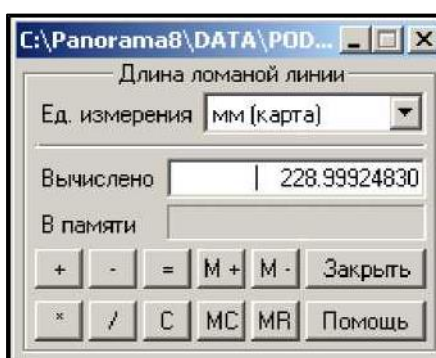 C:\Panorama8\DATA\POD...
Длина ломаной линии
Ед. измерения мм (карта)
Вычислено 228.99924830
В памяти
+ - = M + M - Закрыть
* / C MC MR Помощь